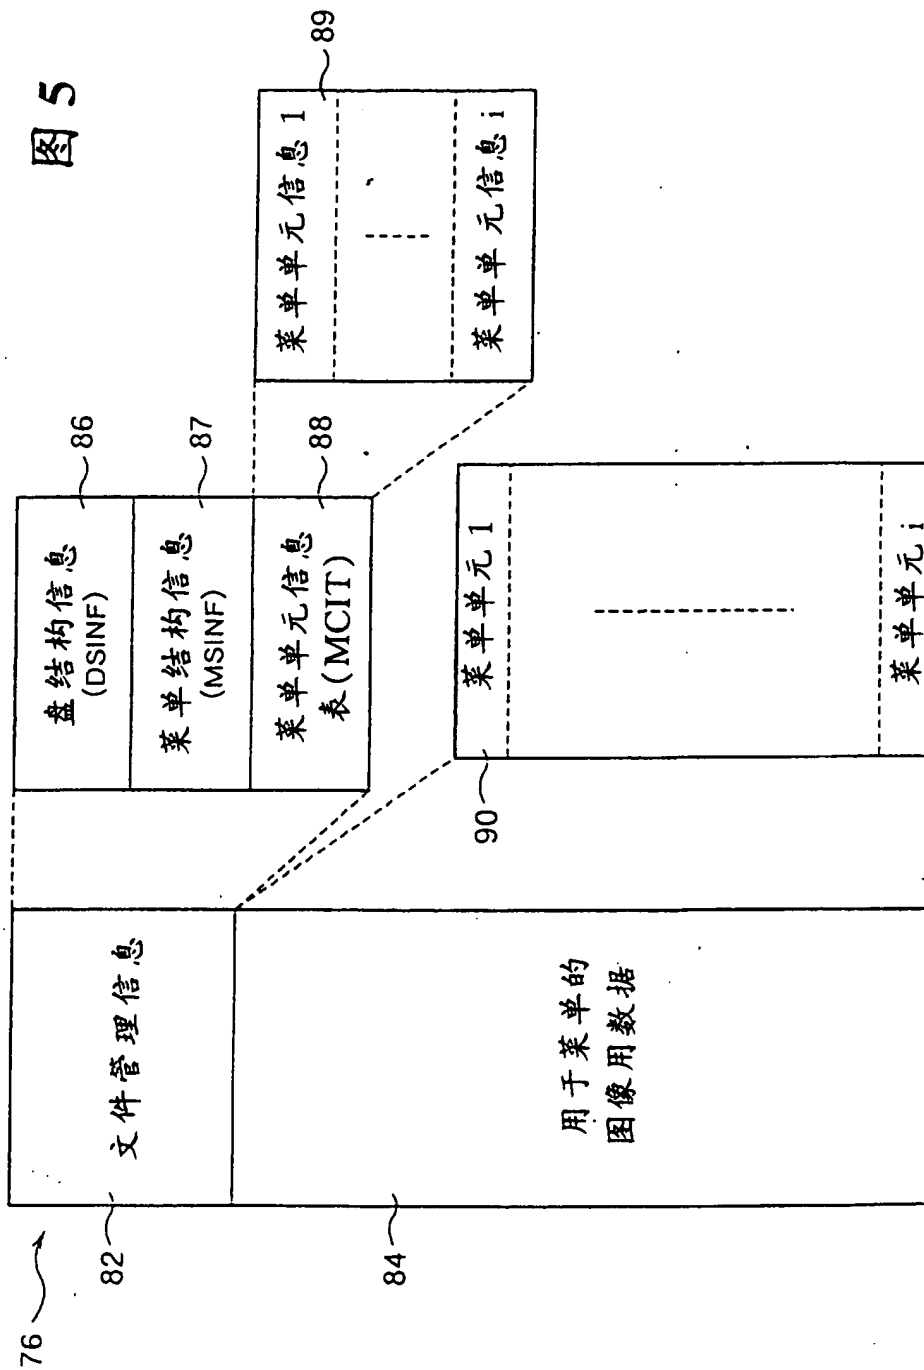 图 5
76
82
文件管理信息
84
用于菜单的
图像用数据
盘结构信息
(DSINF)
86
菜单结构信息
(MSINF)
87
菜单单元信息
表(MCIT)
88
菜单单元信息 1
89
菜单单元信息 i
90
菜单单元 1
菜单单元 i